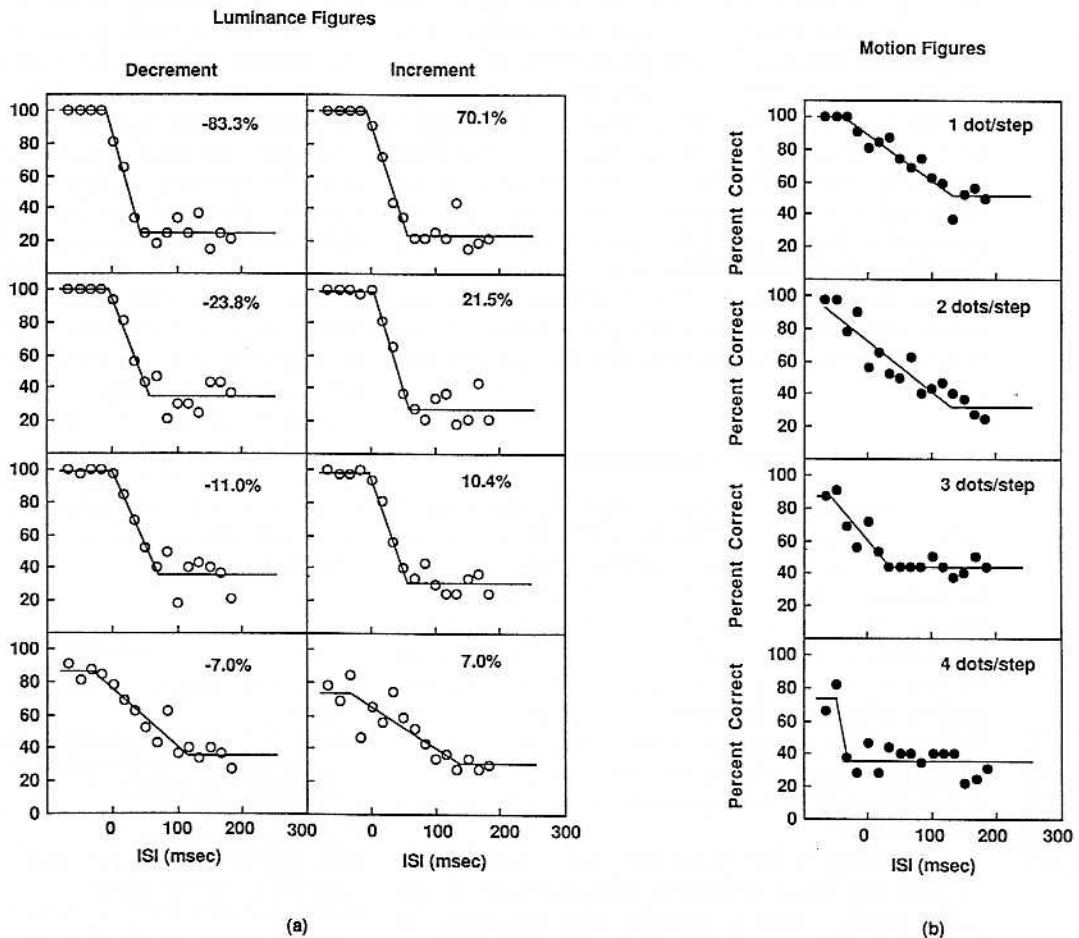 Luminance Figures
Decrement
Increment
100
80
60
40
20
-83.3%
70.1%
100
80
60
40
20
-23.8%
21.5%
100
80
60
40
20
-11.0%
10.4%
100
80
60
40
20
0
-7.0%
7.0%
0 100 200 300
0 100 200 300
ISI (msec)
ISI (msec)
(a)
Motion Figures
Percent Correct
100
80
60
40
20
1 dot/step
Percent Correct
100
80
60
40
20
2 dots/step
Percent Correct
100
80
60
40
20
3 dots/step
Percent Correct
100
80
60
40
20
0
4 dots/step
0 100 200 300
ISI (msec)
(b)